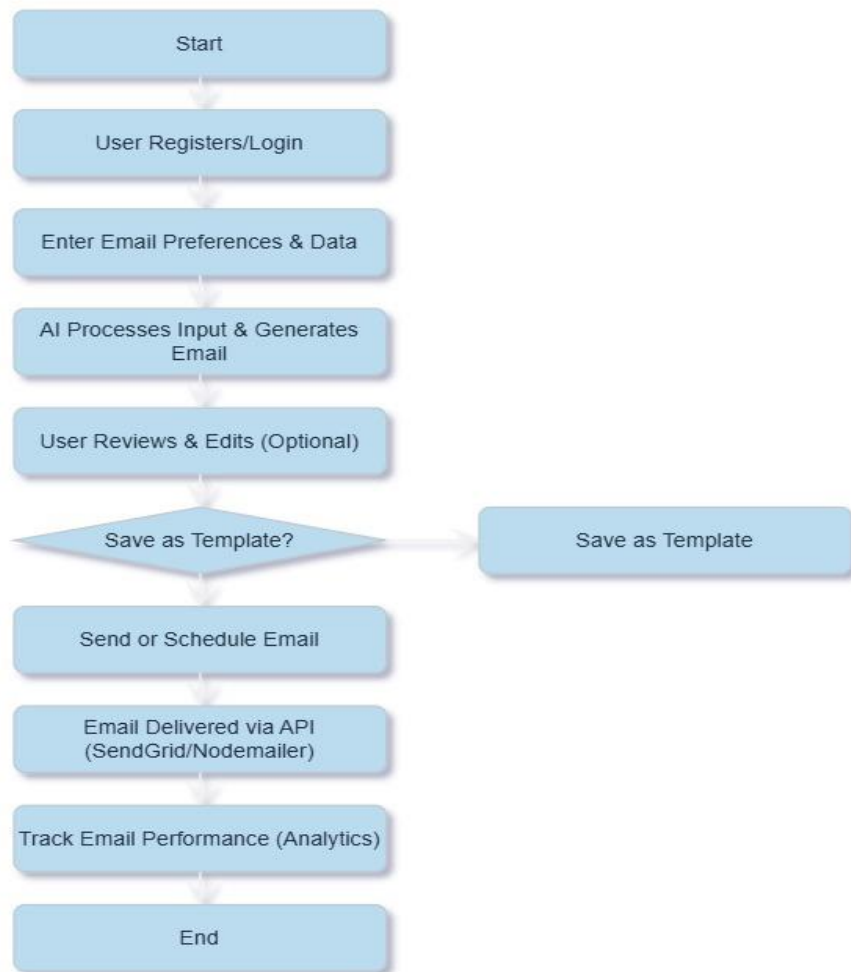 Start
User Registers/Login
Enter Email Preferences & Data
AI Processes Input & Generates
Email
User Reviews & Edits (Optional)
Save as Template?
Save as Template
Send or Schedule Email
Email Delivered via API
(SendGrid/Nodemailer)
Track Email Performance (Analytics)
End